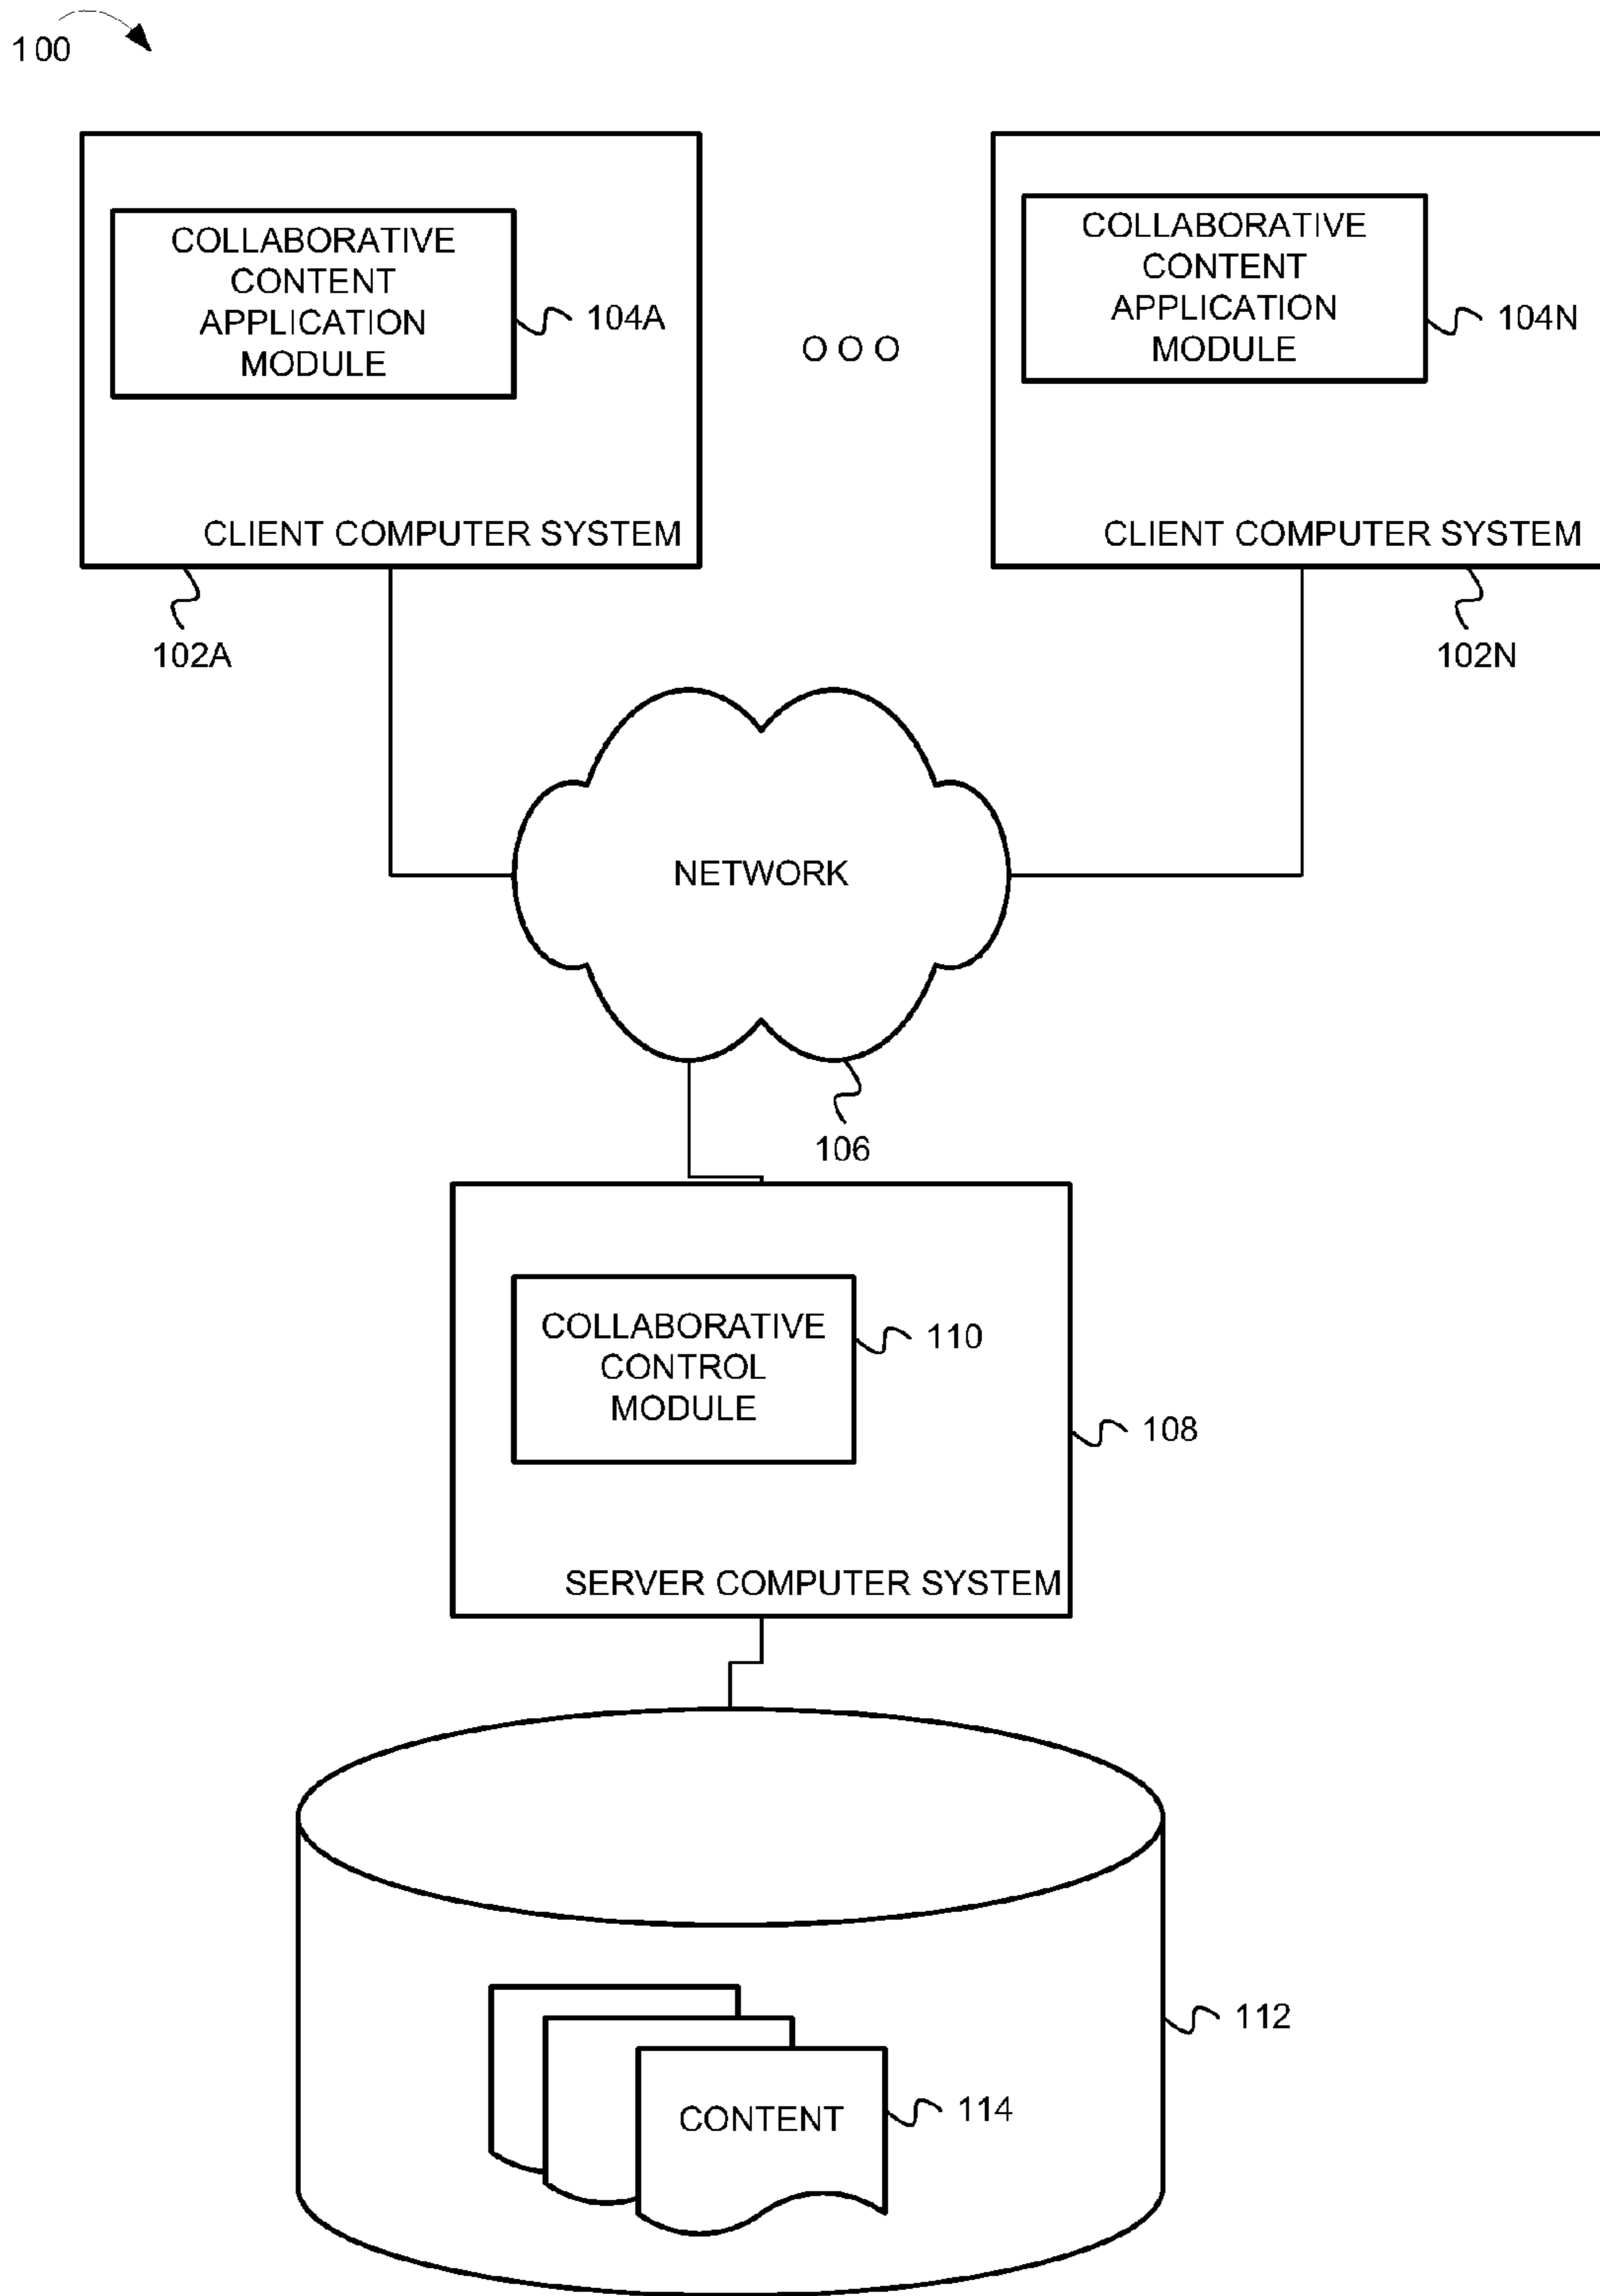 100
COLLABORATIVE
CONTENT
APPLICATION
MODULE
104A
CLIENT COMPUTER SYSTEM
102A
OOO
COLLABORATIVE
CONTENT
APPLICATION
MODULE
104N
CLIENT COMPUTER SYSTEM
102N
NETWORK
106
COLLABORATIVE
CONTROL
MODULE
110
108
SERVER COMPUTER SYSTEM
112
CONTENT
114